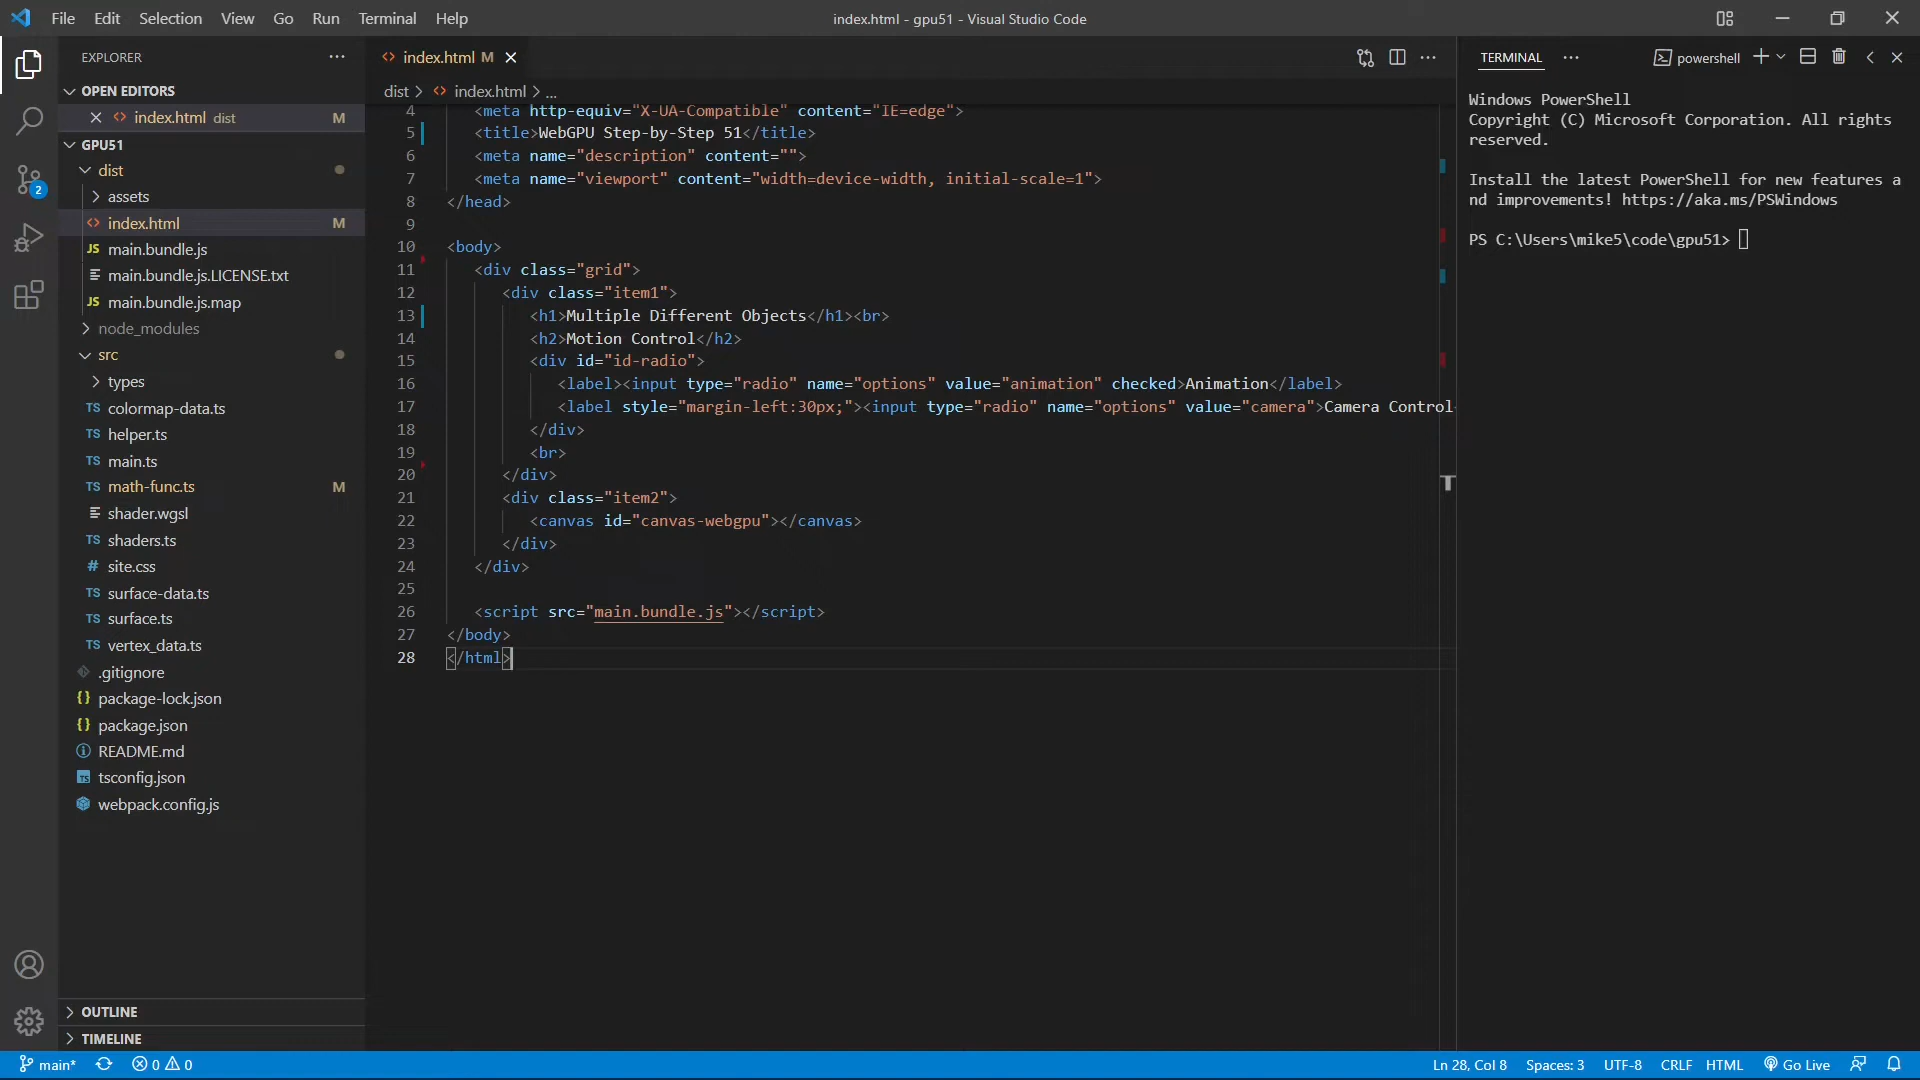 File Edit Selection View Go Run Terminal Help
index.html - gpu51 - Visual Studio Code
EXPLORER
OPEN EDITORS
index.html dist M
GPU51
dist
assets
index.html M
JS main.bundle.js
main.bundle.js.LICENSE.txt
JS main.bundle.js.map
node_modules
src
types
TS colormap-data.ts
TS helper.ts
TS main.ts
TS math-func.ts M
shader.wgsl
TS shaders.ts
# site.css
TS surface-data.ts
TS surface.ts
TS vertex_data.ts
.gitignore
{} package-lock.json
{} package.json
README.md
TS tsconfig.json
webpack.config.js
OUTLINE
TIMELINE
2
index.html M
dist > index.html > ...
4 <meta http-equiv="X-UA-Compatible" content="IE=edge">
5 <title>WebGPU Step-by-Step 51</title>
6 <meta name="description" content="">
7 <meta name="viewport" content="width=device-width, initial-scale=1">
8 </head>
9
10 <body>
11 <div class="grid">
12 <div class="item1">
13 <h1>Multiple Different Objects</h1><br>
14 <h2>Motion Control</h2>
15 <div id="id-radio">
16 <label><input type="radio" name="options" value="animation" checked>Animation</label>
17 <label style="margin-left:30px;"><input type="radio" name="options" value="camera">Camera Control
18 </div>
19 <br>
20 </div>
21 <div class="item2">
22 <canvas id="canvas-webgpu"></canvas>
23 </div>
24 </div>
25
26 <script src="main.bundle.js"></script>
27 </body>
28 </html>
TERMINAL
powershell
Windows PowerShell
Copyright (C) Microsoft Corporation. All rights
reserved.
Install the latest PowerShell for new features a
nd improvements! https://aka.ms/PSWindows
PS C:\Users\mike5\code\gpu51>
main* 0 0
Ln 28, Col 8 Spaces: 3 UTF-8 CRLF HTML Go Live